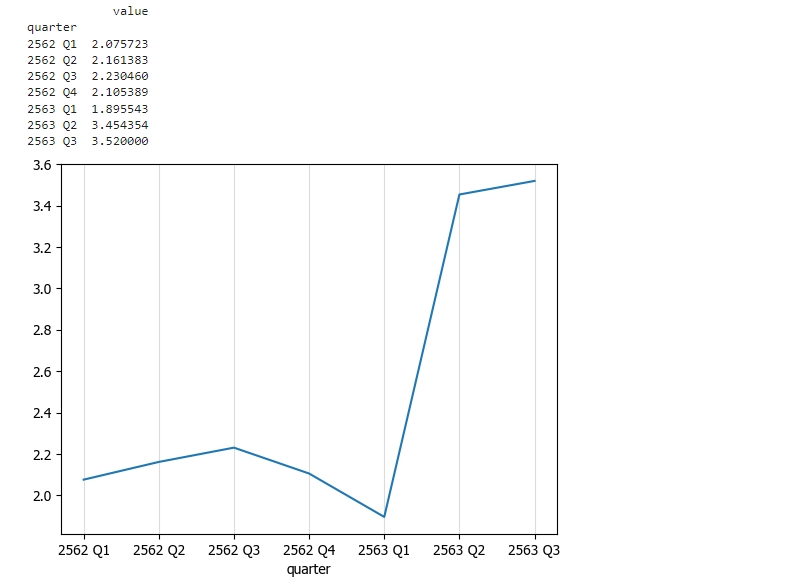 value
quarter
2562 Q1 2.075723
2562 Q2 2.161383
2562 Q3 2.230460
2562 Q4 2.105389
2563 Q1 1.895543
2563 Q2 3.454354
2563 Q3 3.520000
3.6
3.4
3.2
3.0
2.8
2.6
2.4
2.2
2.0
2562 Q1 2562 Q2 2562 Q3 2562 Q4 2563 Q1 2563 Q2 2563 Q3
quarter